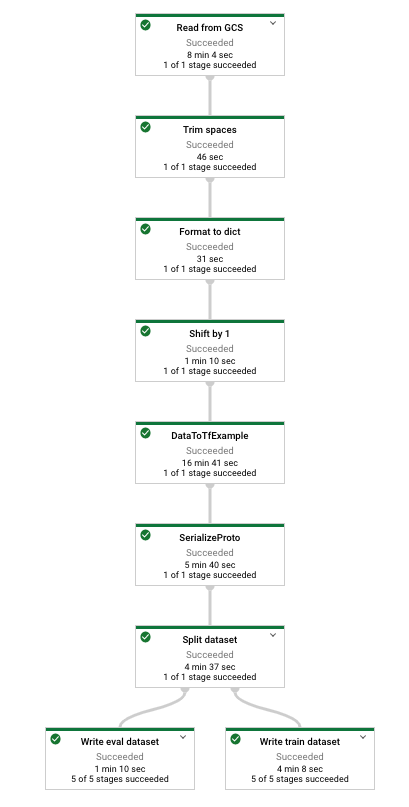 Read from GCS
Succeeded
8 min 4 sec
1 of 1 stage succeeded
Trim spaces
Succeeded
46 sec
1 of 1 stage succeeded
Format to dict
Succeeded
31 sec
1 of 1 stage succeeded
Shift by 1
Succeeded
1 min 10 sec
1 of 1 stage succeeded
DataToTfExample
Succeeded
16 min 41 sec
1 of 1 stage succeeded
SerializeProto
Succeeded
5 min 40 sec
1 of 1 stage succeeded
Split dataset
Succeeded
4 min 37 sec
1 of 1 stage succeeded
Write eval dataset
Succeeded
1 min 10 sec
5 of 5 stages succeeded
Write train dataset
Succeeded
4 min 8 sec
5 of 5 stages succeeded